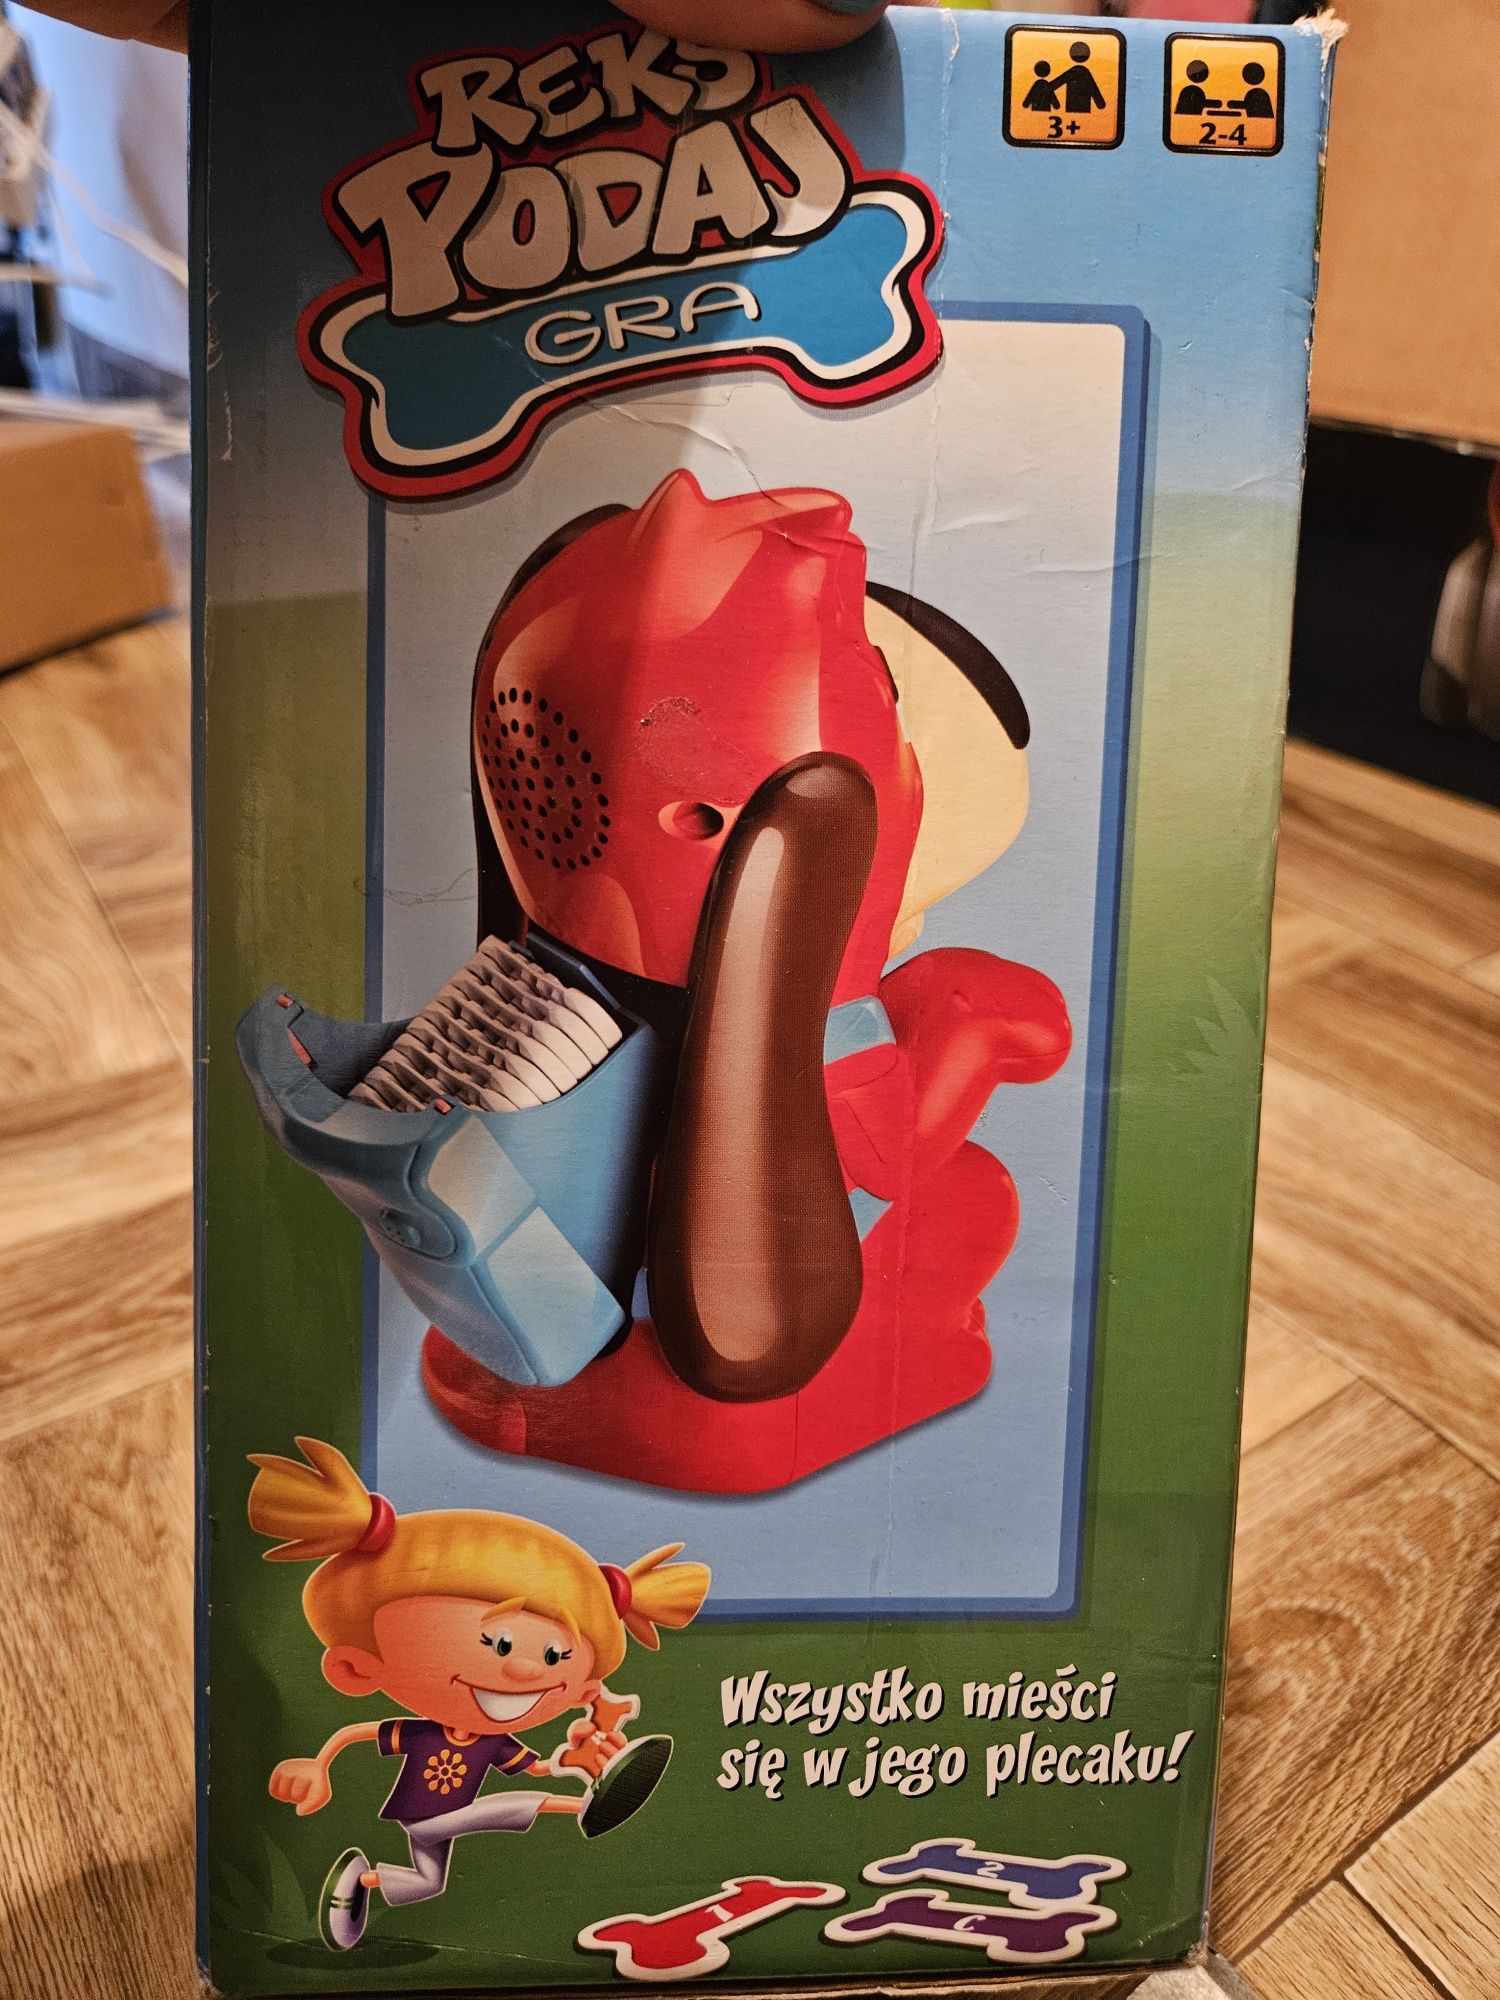 REKS
PODAJ
GRA
3+
2-4
Wszystko mieści
się w jego plecaku!
1
2
C